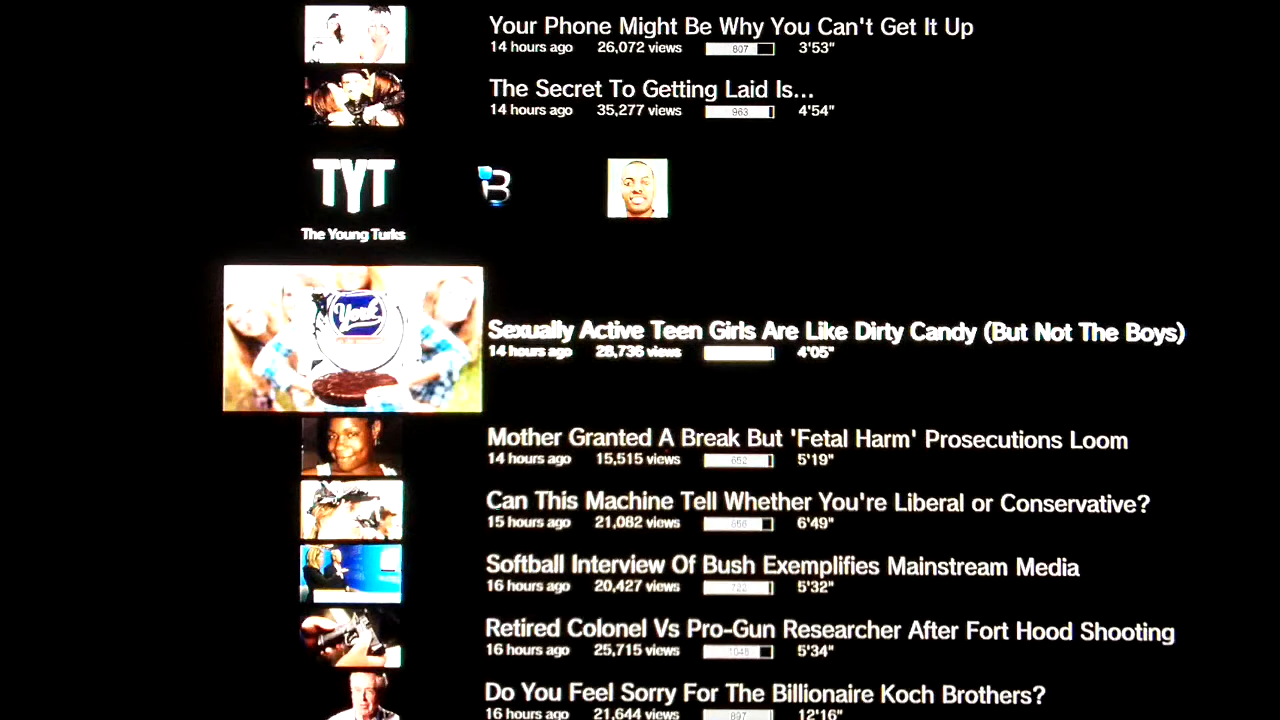 Your Phone Might Be Why You Can't Get It Up
14 hours ago 26,072 views 807 3'53"
The Secret To Getting Laid Is...
14 hours ago 35,277 views 963 4'54"
TYT
B
The Young Turks
York
Sexually Active Teen Girls Are Like Dirty Candy (But Not The Boys)
14 hours ago 28,736 views 4'05"
Mother Granted A Break But 'Fetal Harm' Prosecutions Loom
14 hours ago 15,515 views 652 5'19"
Can This Machine Tell Whether You're Liberal or Conservative?
15 hours ago 21,082 views 6'49"
Softball Interview Of Bush Exemplifies Mainstream Media
16 hours ago 20,427 views 5'32"
Retired Colonel Vs Pro-Gun Researcher After Fort Hood Shooting
16 hours ago 25,715 views 1048 5'34"
Do You Feel Sorry For The Billionaire Koch Brothers?
16 hours ago 21,644 views 897 12'16"